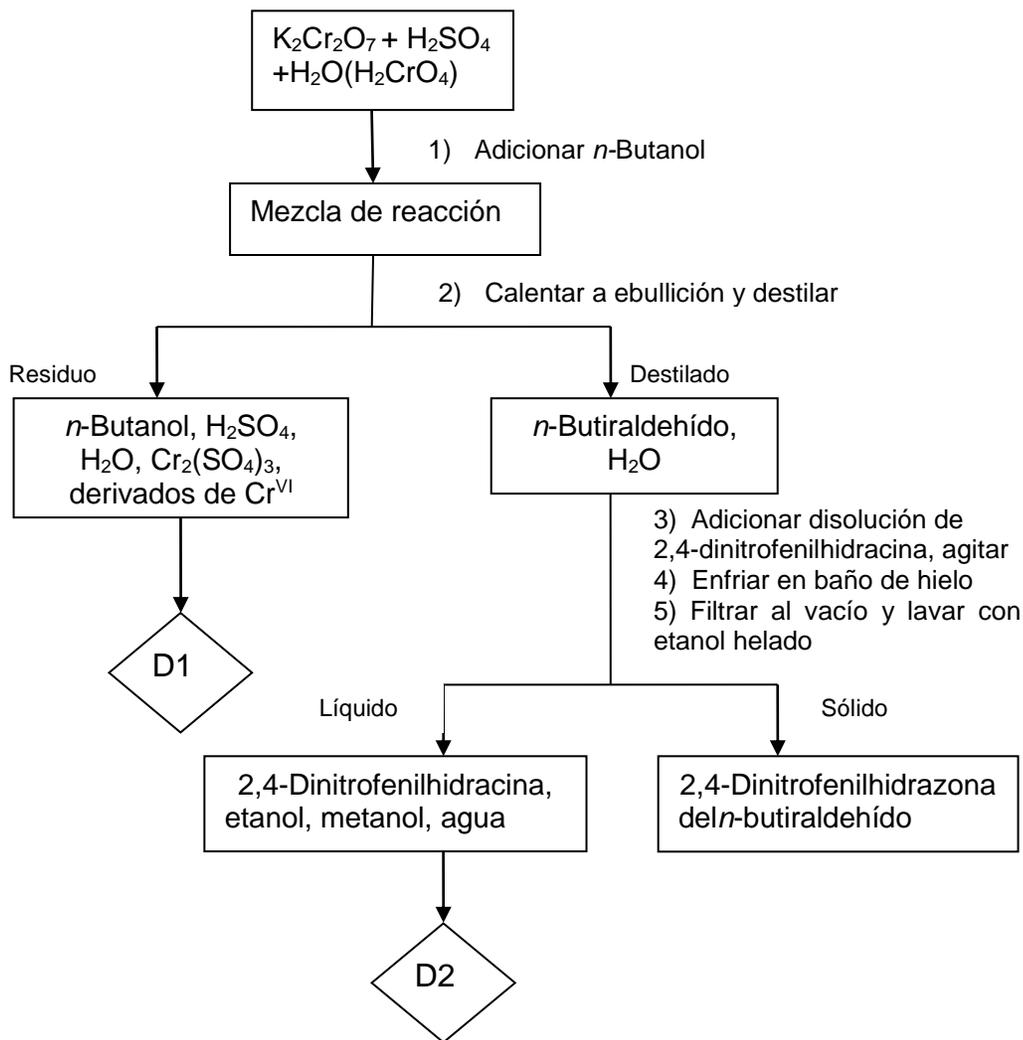 K₂Cr₂O₇ + H₂SO₄
+H₂O(H₂CrO₄)
1) Adicionar n-Butanol
Mezcla de reacción
2) Calentar a ebullición y destilar
Residuo
Destilado
n-Butanol, H₂SO₄,
H₂O, Cr₂(SO₄)₃,
derivados de Crⱽᴵ
n-Butiraldehído,
H₂O
3) Adicionar disolución de
2,4-dinitrofenilhidracina, agitar
4) Enfriar en baño de hielo
5) Filtrar al vacío y lavar con
etanol helado
D1
Líquido
Sólido
2,4-Dinitrofenilhidracina,
etanol, metanol, agua
2,4-Dinitrofenilhidrazona
deln-butiraldehído
D2